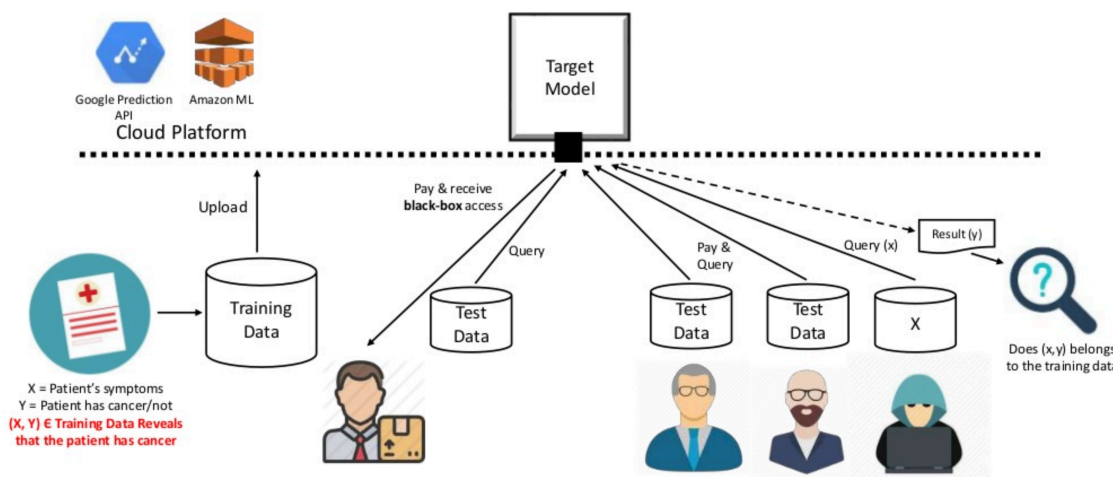 Target
Model
Google Prediction
API
Amazon ML
Cloud Platform
Upload
Pay & receive
black-box access
Query
Pay &
Query
Query (x)
Result (y)
Training
Data
Test
Data
Test
Data
Test
Data
X
?
Does (x,y) belongs
to the training data
X = Patient's symptoms
Y = Patient has cancer/not
(X, Y) Є Training Data Reveals
that the patient has cancer